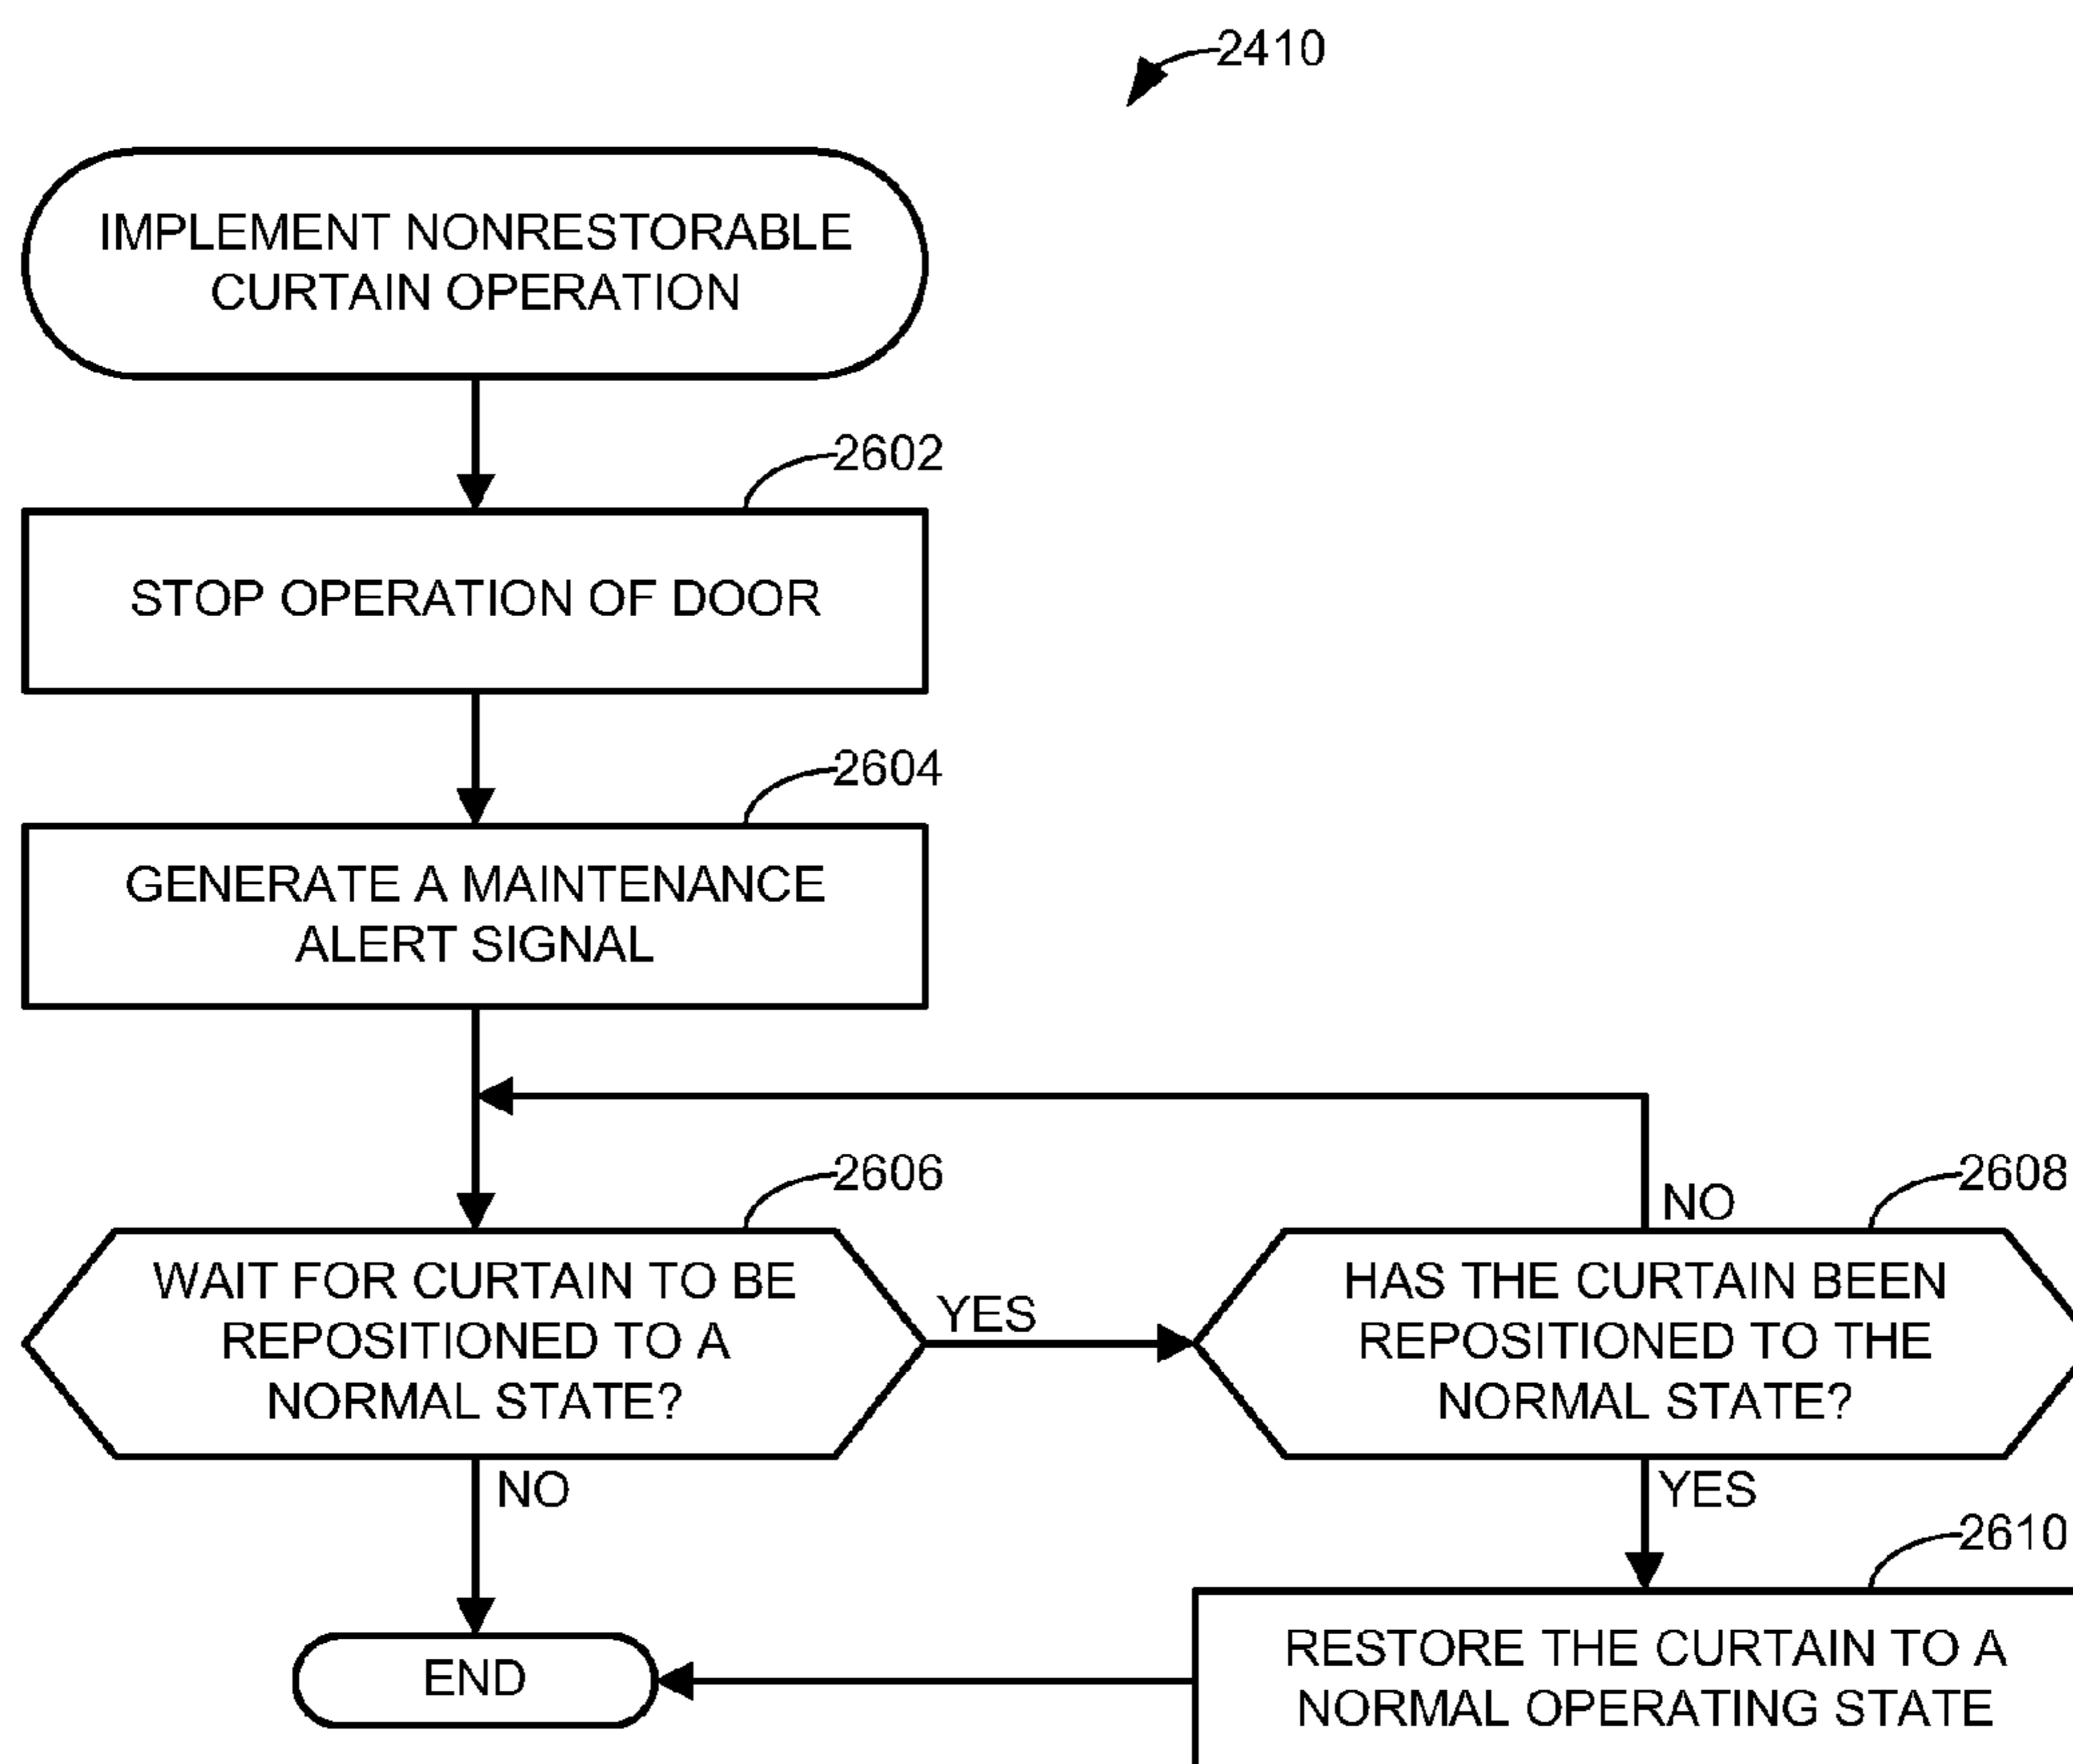 2410
IMPLEMENT NONRESTORABLE
CURTAIN OPERATION
2602
STOP OPERATION OF DOOR
2604
GENERATE A MAINTENANCE
ALERT SIGNAL
2606
WAIT FOR CURTAIN TO BE
REPOSITIONED TO A
NORMAL STATE?
YES
NO
2608
NO
HAS THE CURTAIN BEEN
REPOSITIONED TO THE
NORMAL STATE?
YES
2610
RESTORE THE CURTAIN TO A
NORMAL OPERATING STATE
END